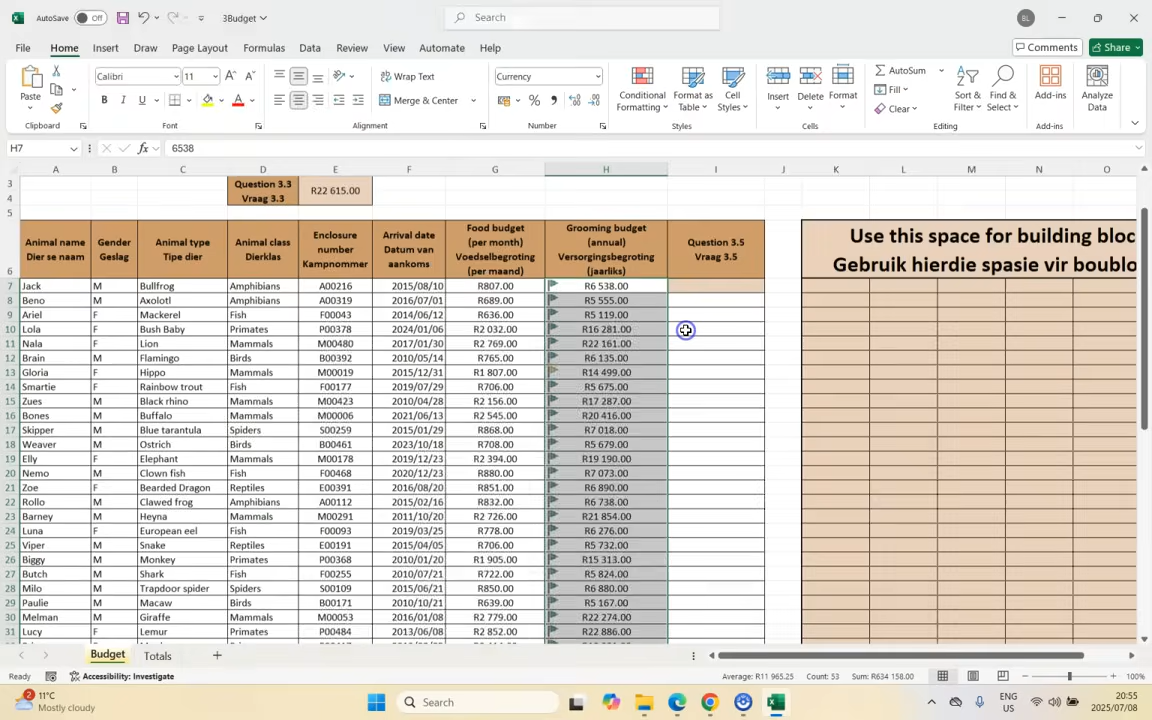 AutoSave Off 3Budget Search BL
File Home Insert Draw Page Layout Formulas Data Review View Automate Help Comments Share
Paste Calibri 11 Wrap Text Currency Conditional Formatting Format as Table Cell Styles Insert Delete Format AutoSum Fill Clear Sort & Filter Find & Select Add-ins Analyze Data
B I U Merge & Center
Clipboard Font Alignment Number Styles Cells Editing Add-ins
H7 fx 6538
A B C D E F G H I J K L M N O
3 Question 3.3 R22 615.00
4 Vraag 3.3
5
6 Animal name Dier se naam Gender Geslag Animal type Tipe dier Animal class Dierklas Enclosure number Kampnommer Arrival date Datum van aankoms Food budget (per month) Voedselbegroting (per maand) Grooming budget (annual) Versorgingsbegroting (jaarliks) Question 3.5 Vraag 3.5
Use this space for building bloc
Gebruik hierdie spasie vir boublo
7 Jack M Bullfrog Amphibians A00216 2015/08/10 R807.00 R6 538.00
8 Beno M Axolotl Amphibians A00319 2016/07/01 R689.00 R5 555.00
9 Ariel F Mackerel Fish F00043 2014/06/12 R636.00 R5 119.00
10 Lola F Bush Baby Primates P00378 2024/01/06 R2 032.00 R16 281.00
11 Nala F Lion Mammals M00480 2017/01/30 R2 769.00 R22 161.00
12 Brain M Flamingo Birds B00392 2010/05/14 R765.00 R6 135.00
13 Gloria F Hippo Mammals M00019 2015/12/31 R1 807.00 R14 499.00
14 Smartie F Rainbow trout Fish F00177 2019/07/29 R706.00 R5 675.00
15 Zues M Black rhino Mammals M00423 2010/04/28 R2 156.00 R17 287.00
16 Bones M Buffalo Mammals M00006 2021/06/13 R2 545.00 R20 416.00
17 Skipper M Blue tarantula Spiders S00259 2015/01/29 R868.00 R7 018.00
18 Weaver M Ostrich Birds B00461 2023/10/18 R708.00 R5 679.00
19 Elly F Elephant Mammals M00178 2019/12/23 R2 394.00 R19 190.00
20 Nemo M Clown fish Fish F00468 2020/12/23 R880.00 R7 073.00
21 Zoe F Bearded Dragon Reptiles E00391 2016/08/20 R851.00 R6 890.00
22 Rollo M Clawed frog Amphibians A00112 2015/02/16 R832.00 R6 738.00
23 Barney M Heyna Mammals M00291 2011/10/20 R2 726.00 R21 854.00
24 Luna F European eel Fish F00093 2019/03/25 R778.00 R6 276.00
25 Viper M Snake Reptiles E00191 2015/04/05 R706.00 R5 732.00
26 Biggy M Monkey Primates P00368 2010/01/20 R1 905.00 R15 313.00
27 Butch M Shark Fish F00255 2010/07/21 R722.00 R5 824.00
28 Milo M Trapdoor spider Spiders S00109 2015/06/21 R850.00 R6 880.00
29 Paulie M Macaw Birds B00171 2010/10/21 R639.00 R5 167.00
30 Melman M Giraffe Mammals M00053 2016/01/08 R2 779.00 R22 274.00
31 Lucy F Lemur Primates P00484 2013/06/08 R2 852.00 R22 886.00
Budget Totals
Ready Accessibility: Investigate Average: R11 965.25 Count: 53 Sum: R634 158.00 100%
2 11°C Mostly cloudy Search ENG US 20:55 2025/07/08